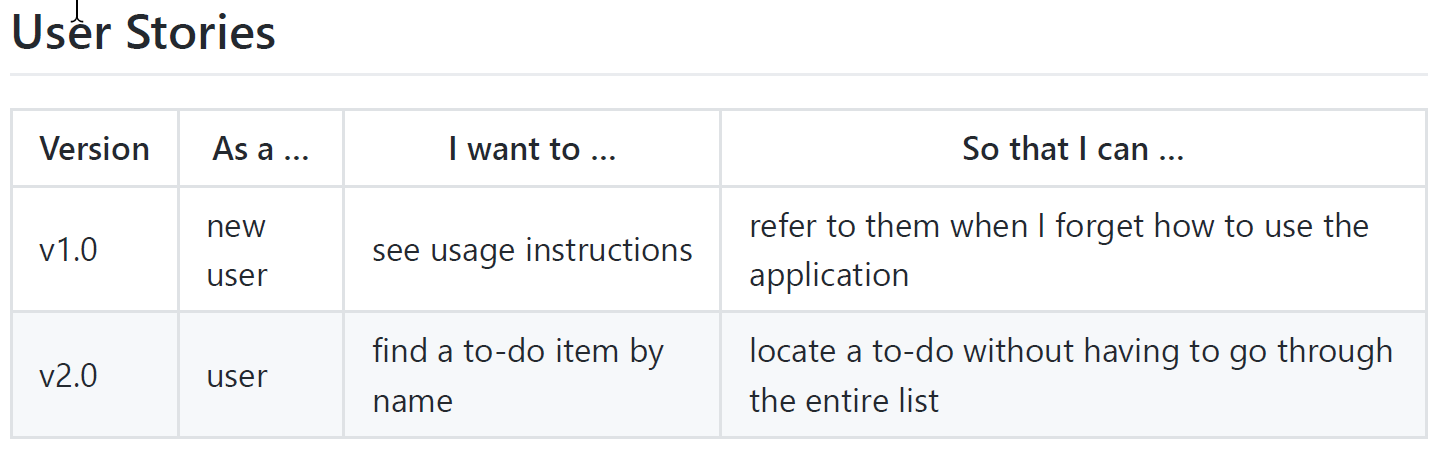 User Stories
Version As a ... I want to ... So that I can ...
v1.0 new user see usage instructions refer to them when I forget how to use the application
v2.0 user find a to-do item by name locate a to-do without having to go through the entire list